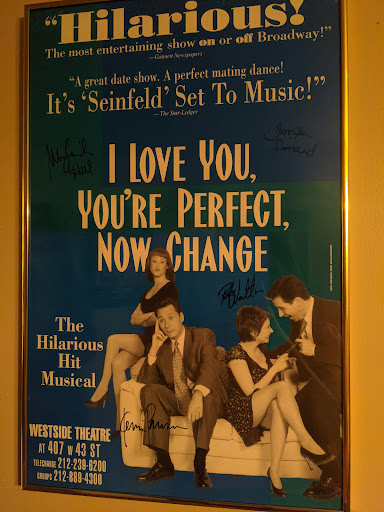 "Hilarious!
The most entertaining show on or off Broadway!"
—Gannett Newspapers
"A great date show. A perfect mating dance!
It's 'Seinfeld' Set To Music!"
—The Star-Ledger
Jennifer
Simard
I LOVE YOU,
YOU'RE PERFECT,
NOW CHANGE
The
Hilarious
Hit
Musical
WESTSIDE THEATRE
AT 407 W 43 ST
TELECHARGE 212-239-6200
GROUPS 212-889-4300